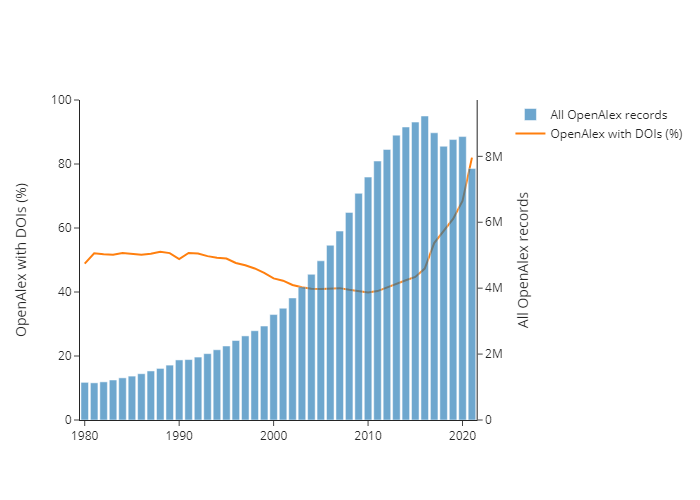 100
80
60
40
20
0
OpenAlex with DOIs (%)
8M
6M
4M
2M
0
All OpenAlex records
1980
1990
2000
2010
2020
All OpenAlex records
OpenAlex with DOIs (%)